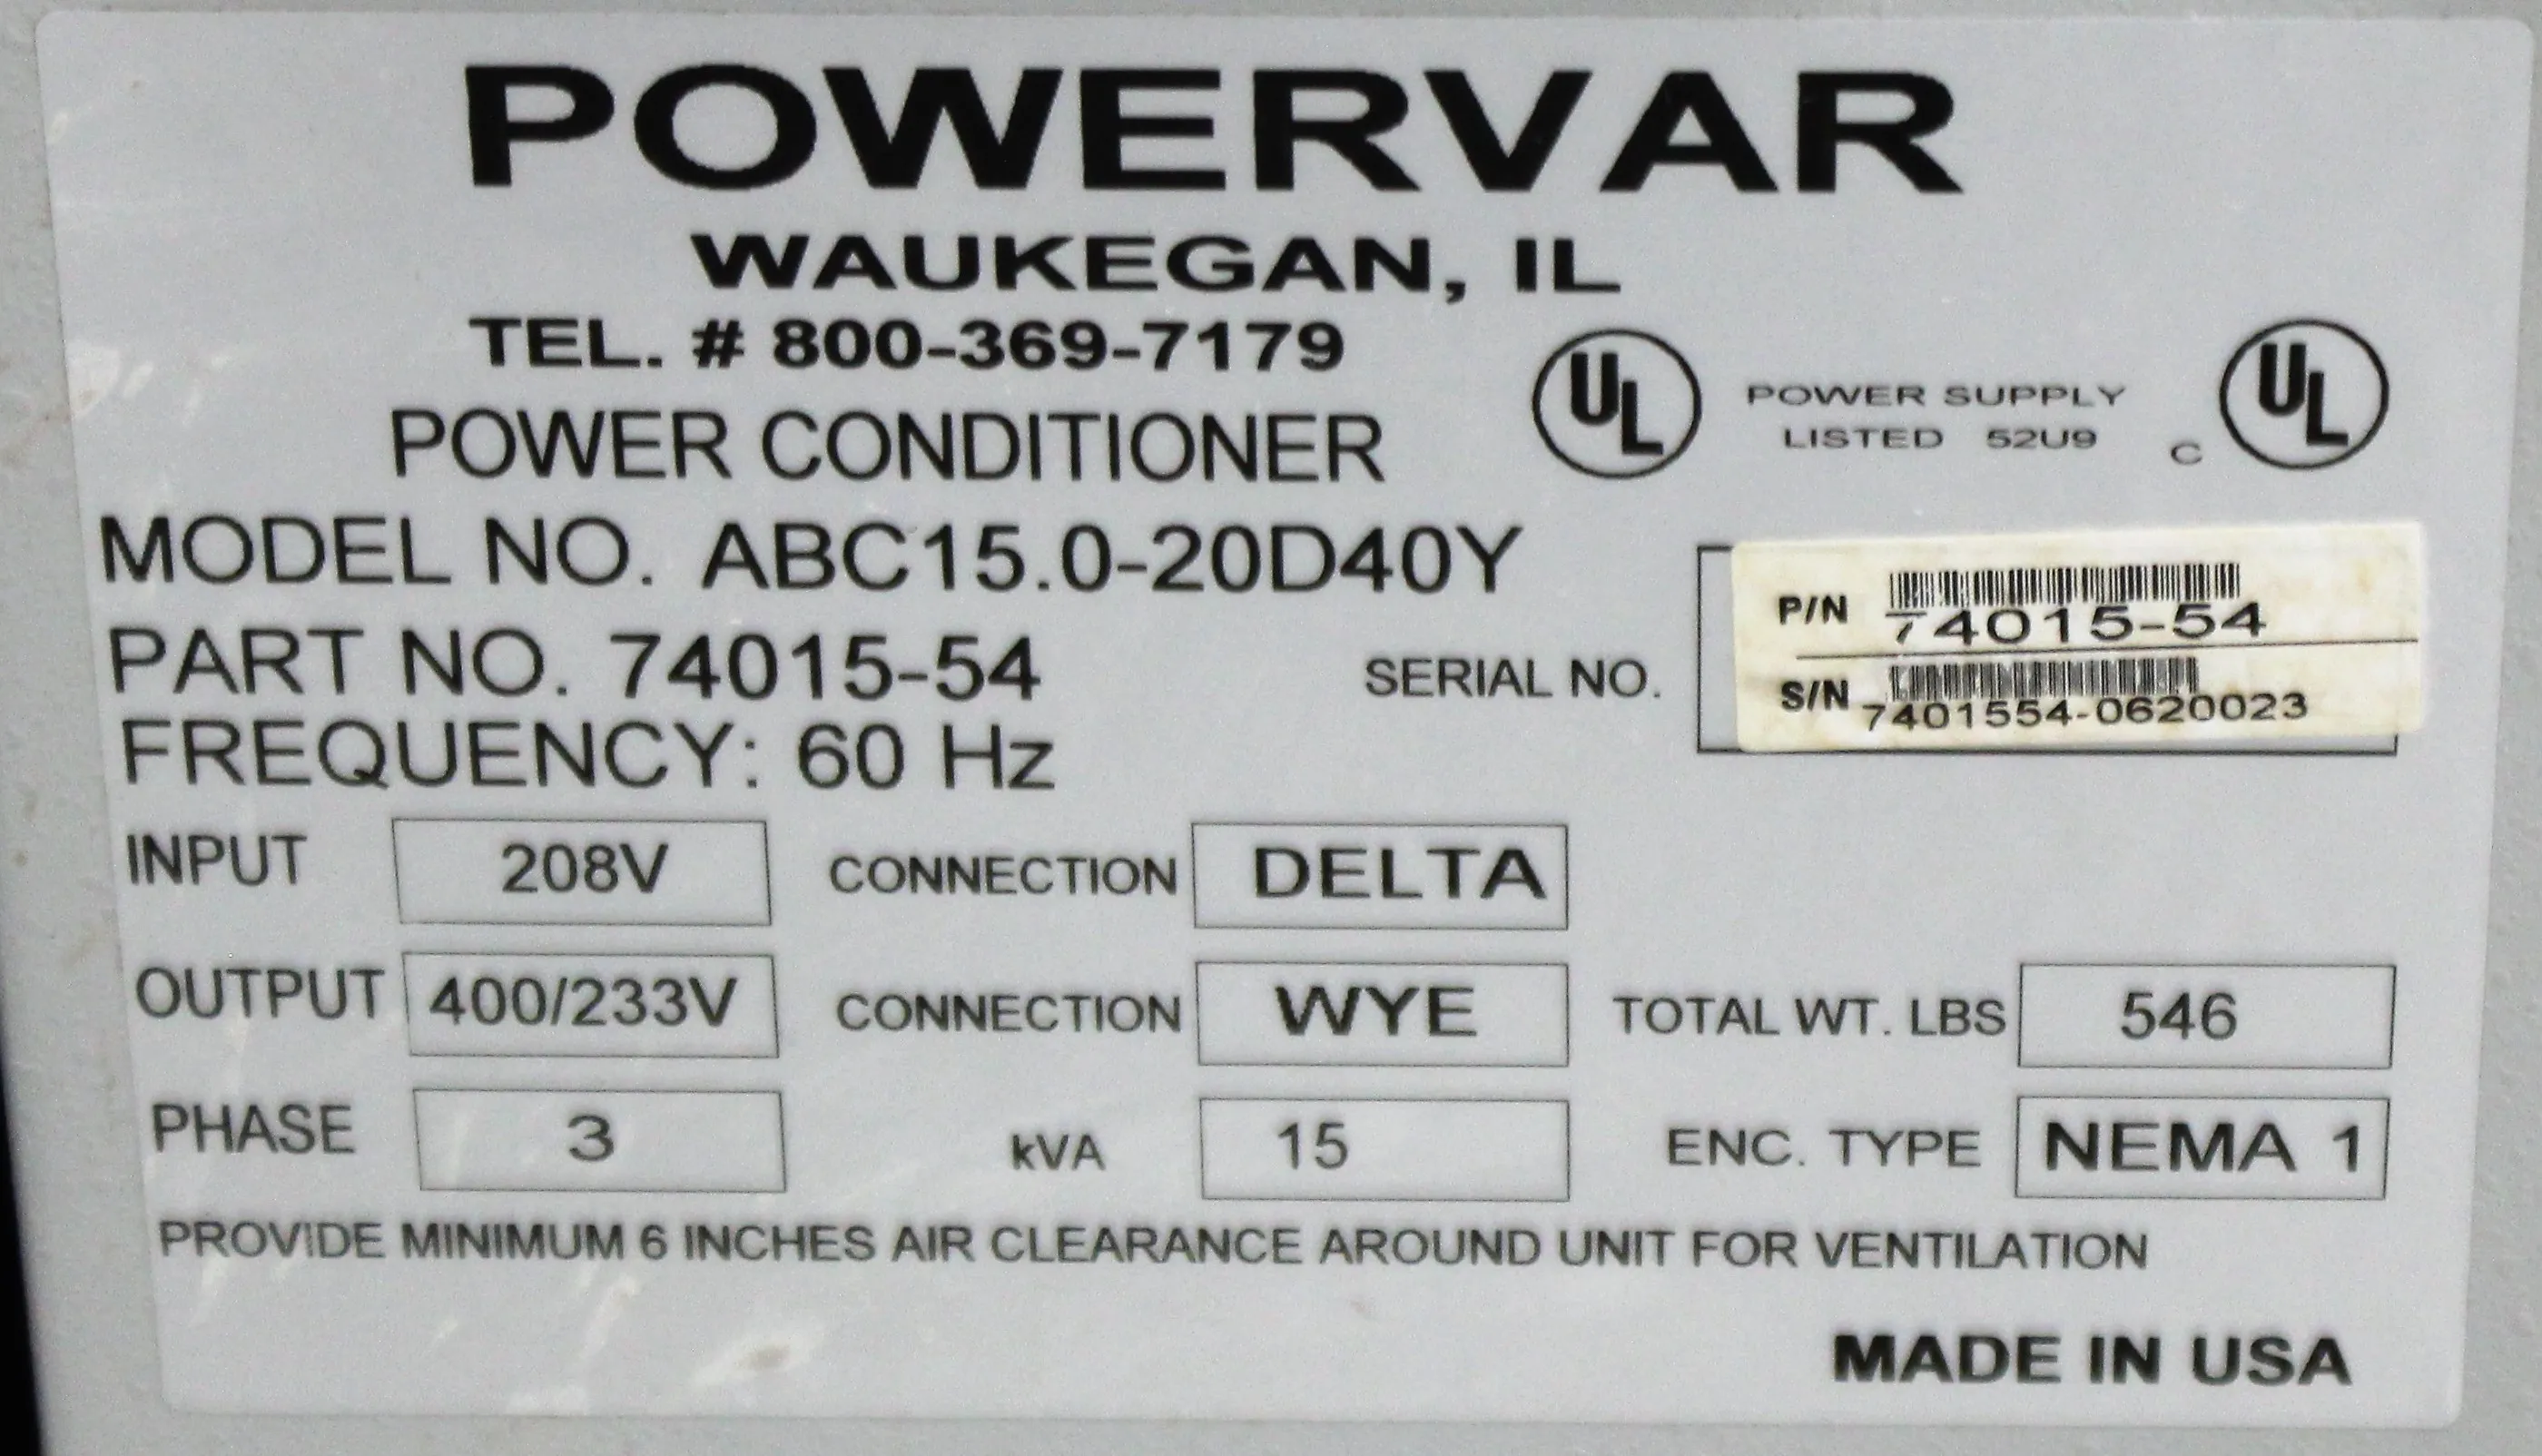 POWERVAR
WAUKEGAN, IL
TEL. # 800-369-7179
POWER CONDITIONER
UL POWER SUPPLY
LISTED 52U9 C UL
MODEL NO. ABC15.0-20D40Y
PART NO. 74015-54
SERIAL NO.
P/N 74015-54
S/N 7401554-0620023
FREQUENCY: 60 Hz
INPUT 208V CONNECTION DELTA
OUTPUT 400/233V CONNECTION WYE TOTAL WT. LBS 546
PHASE 3 kVA 15 ENC. TYPE NEMA 1
PROVIDE MINIMUM 6 INCHES AIR CLEARANCE AROUND UNIT FOR VENTILATION
MADE IN USA